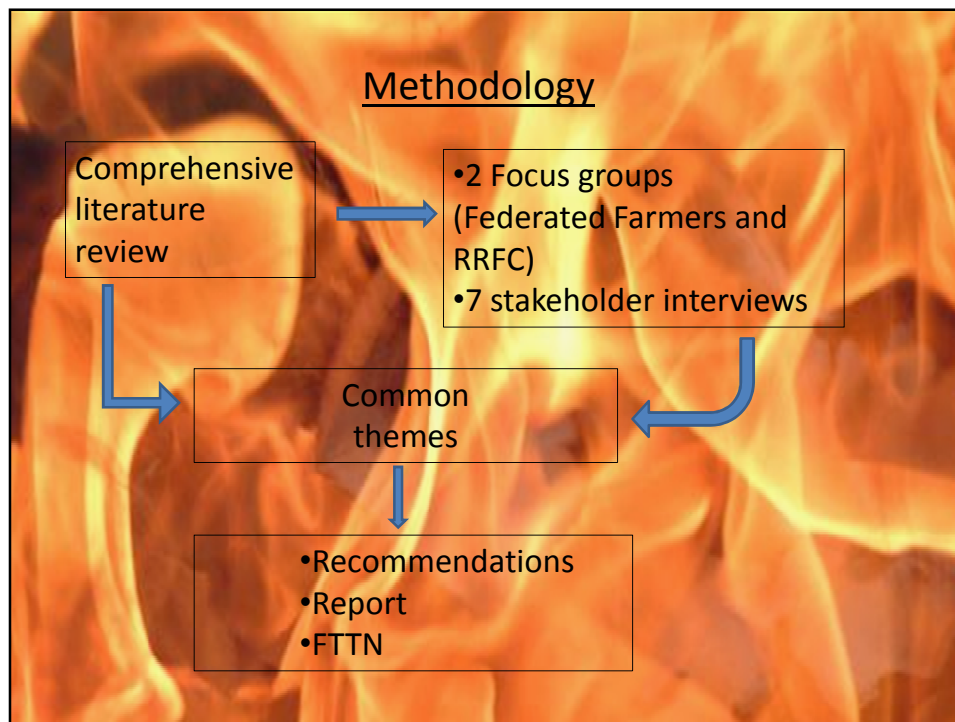 Methodology
Comprehensive
literature
review
•2 Focus groups
(Federated Farmers and
RRFC)
•7 stakeholder interviews
Common
themes
•Recommendations
•Report
•FTTN